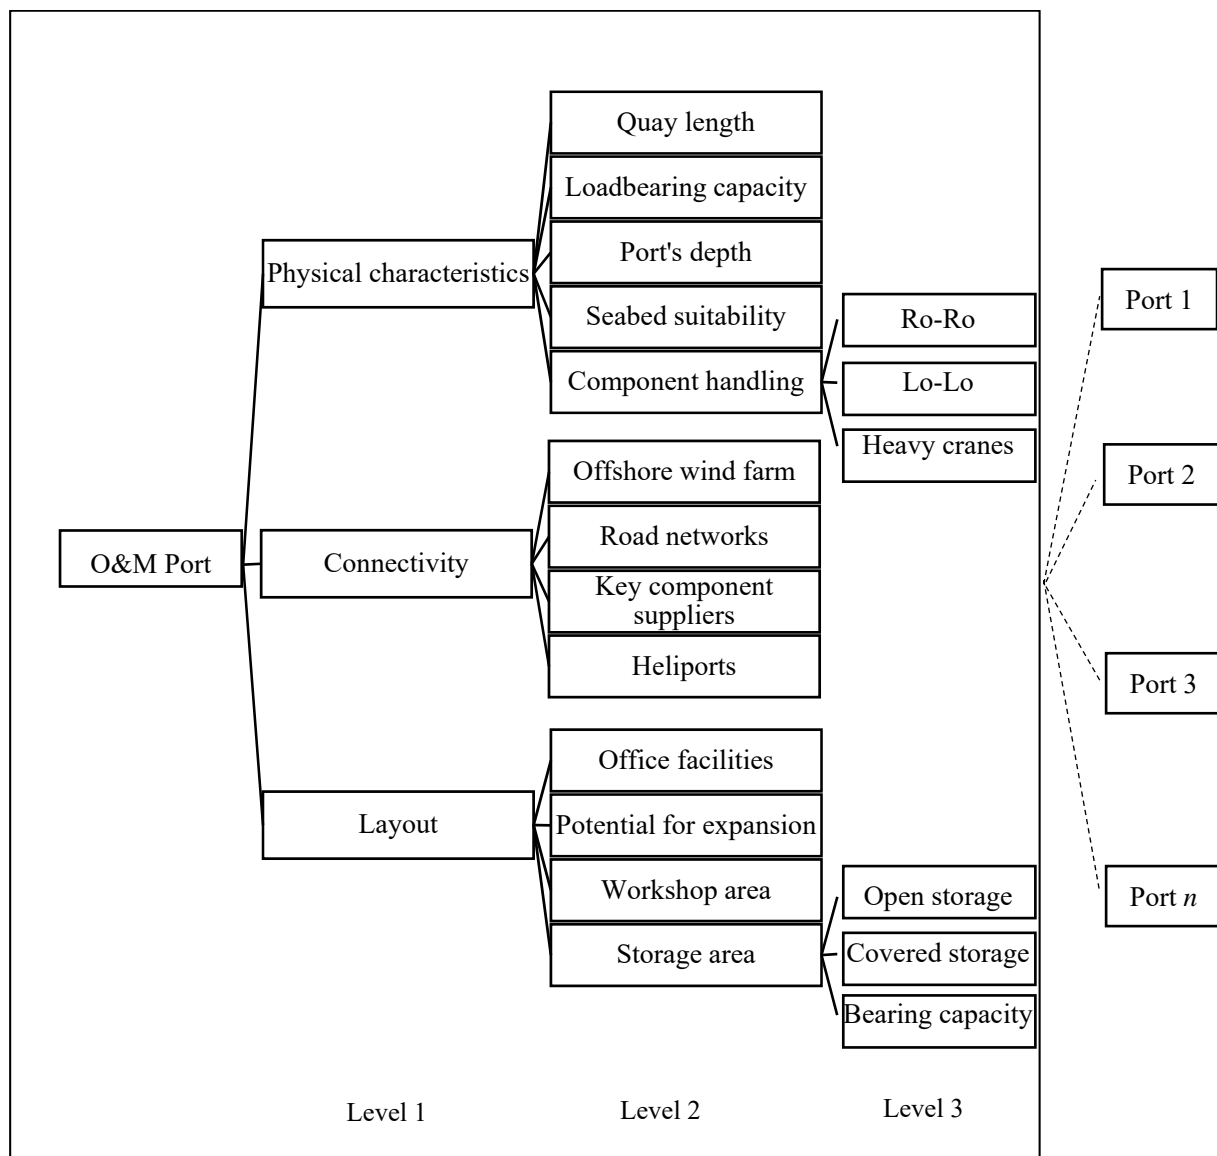 Quay length
Loadbearing capacity
Port's depth
Seabed suitability
Component handling
Physical characteristics
Ro-Ro
Lo-Lo
Heavy cranes
Port 1
Port 2
Port 3
Port n
O&M Port
Connectivity
Offshore wind farm
Road networks
Key component
suppliers
Heliports
Layout
Office facilities
Potential for expansion
Workshop area
Storage area
Open storage
Covered storage
Bearing capacity
Level 1
Level 2
Level 3